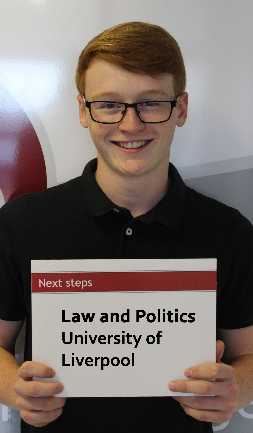 Next steps
Law and Politics
University of
Liverpool